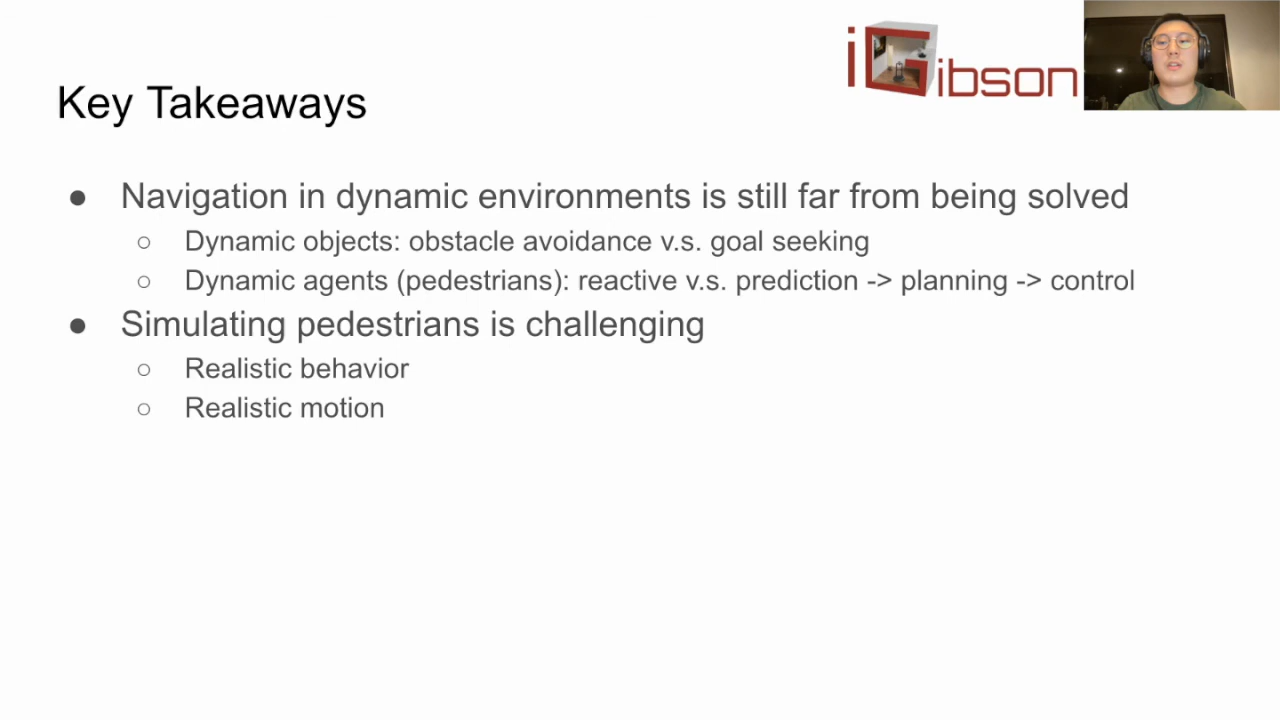 iGibson
Key Takeaways
● Navigation in dynamic environments is still far from being solved
○ Dynamic objects: obstacle avoidance v.s. goal seeking
○ Dynamic agents (pedestrians): reactive v.s. prediction -> planning -> control
● Simulating pedestrians is challenging
○ Realistic behavior
○ Realistic motion